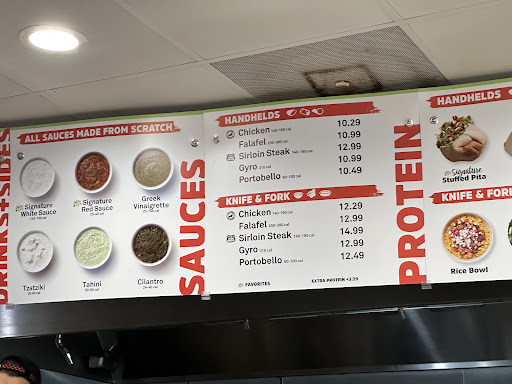 DRINKS+SIDES
ALL SAUCES MADE FROM SCRATCH
Signature
White Sauce
Signature
Red Sauce
Greek
Vinaigrette
Tzatziki
Tahini
Cilantro
SAUCES
HANDHELDS
Chicken 10.29
Falafel 10.99
Sirloin Steak 12.99
Gyro 10.99
Portobello 10.49
KNIFE & FORK
Chicken 12.29
Falafel 12.99
Sirloin Steak 14.99
Gyro 12.99
Portobello 12.49
FAVORITES
EXTRA PROTEIN +3.29
PROTEIN
HANDHELDS
Signature
Stuffed Pita
KNIFE & FORK
Rice Bowl